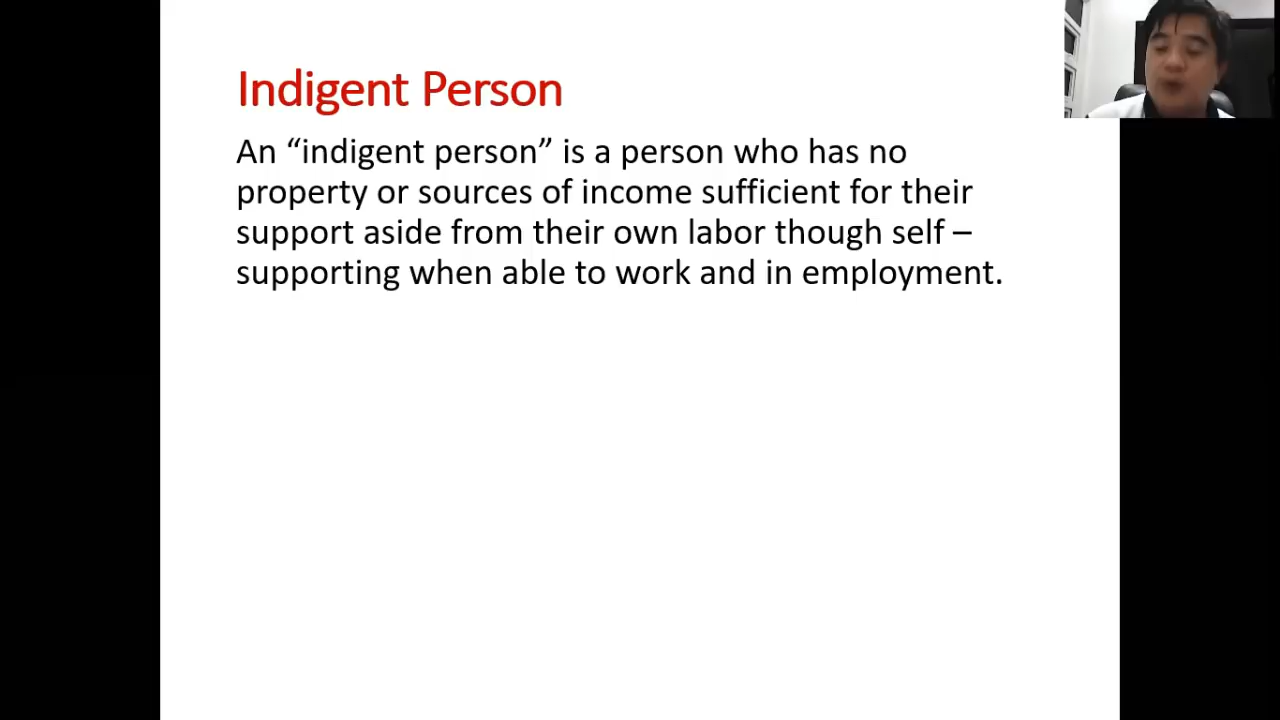 Indigent Person
An “indigent person” is a person who has no
property or sources of income sufficient for their
support aside from their own labor though self –
supporting when able to work and in employment.